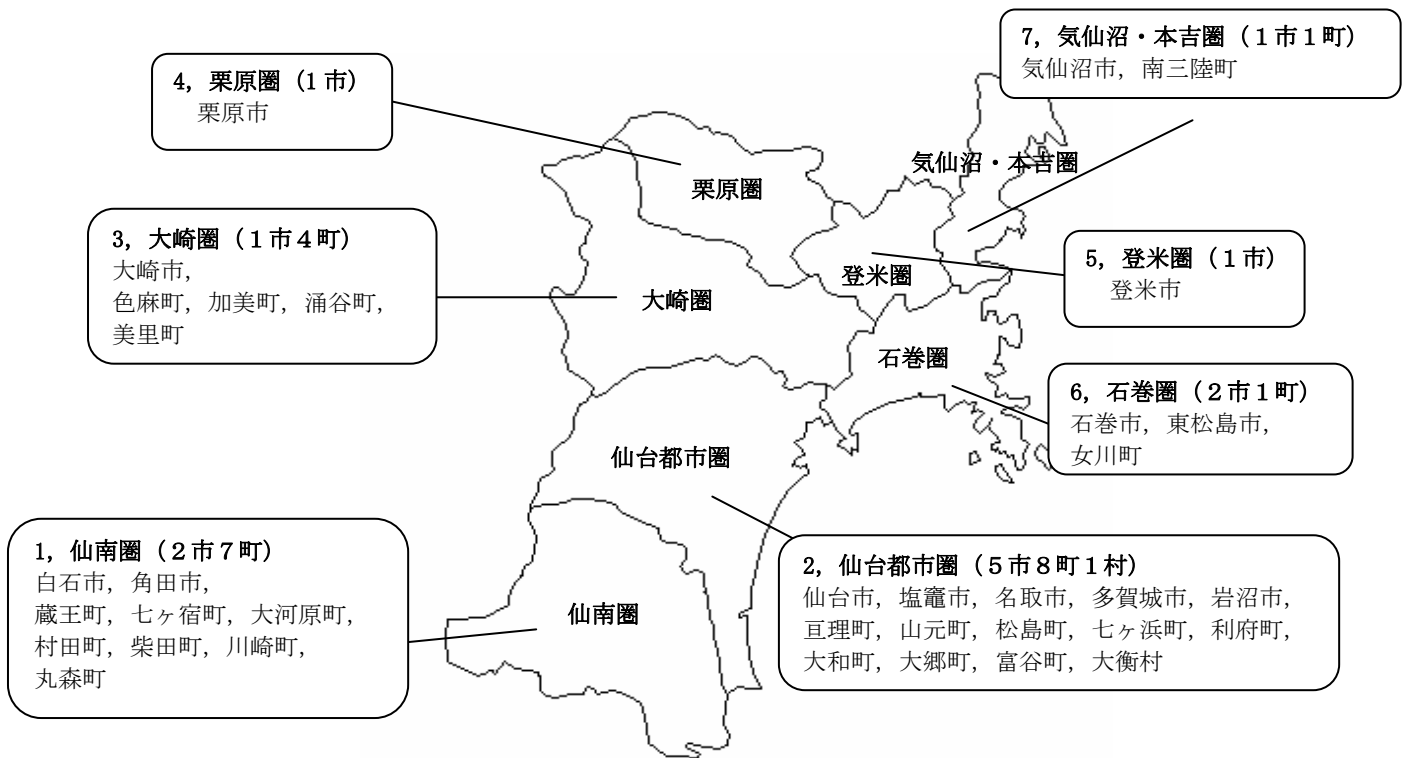 7, 気仙沼・本吉圏（１市１町）
気仙沼市, 南三陸町
4, 栗原圏（1 市）
栗原市
気仙沼・本吉圏
栗原圏
3, 大崎圏（１市４町）
大崎市,
色麻町, 加美町, 涌谷町,
美里町
5, 登米圏（１市）
登米市
登米圏
大崎圏
石巻圏
6, 石巻圏（２市１町）
石巻市, 東松島市,
女川町
仙台都市圏
1, 仙南圏（２市７町）
白石市, 角田市,
蔵王町, 七ヶ宿町, 大河原町,
村田町, 柴田町, 川崎町,
丸森町
仙南圏
2, 仙台都市圏（５市８町１村）
仙台市, 塩竈市, 名取市, 多賀城市, 岩沼市,
亘理町, 山元町, 松島町, 七ヶ浜町, 利府町,
大和町, 大郷町, 富谷町, 大衡村